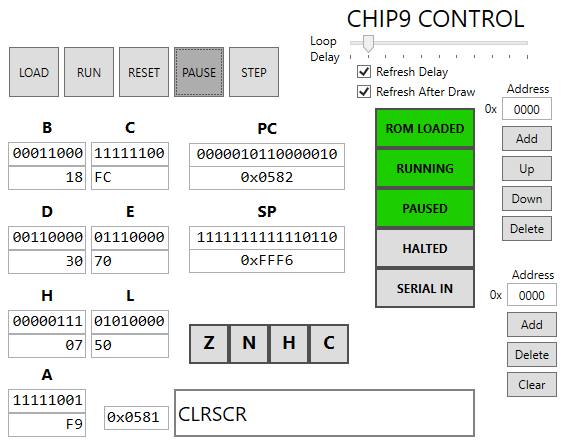 CHIP9 CONTROL
Loop
Delay
LOAD RUN RESET PAUSE STEP
Refresh Delay
Refresh After Draw
Address
0x 0000
Add
Up
Down
Delete
B C PC
00011000 11111100 0000010110000010
18 FC 0x0582
ROM LOADED
RUNNING
PAUSED
HALTED
SERIAL IN
D E SP
00110000 01110000 1111111111110110
30 70 0xFFF6
Address
0x 0000
Add
Delete
Clear
H L
00000111 01010000
07 50
Z N H C
A
11111001
F9
0x0581 CLRSCR